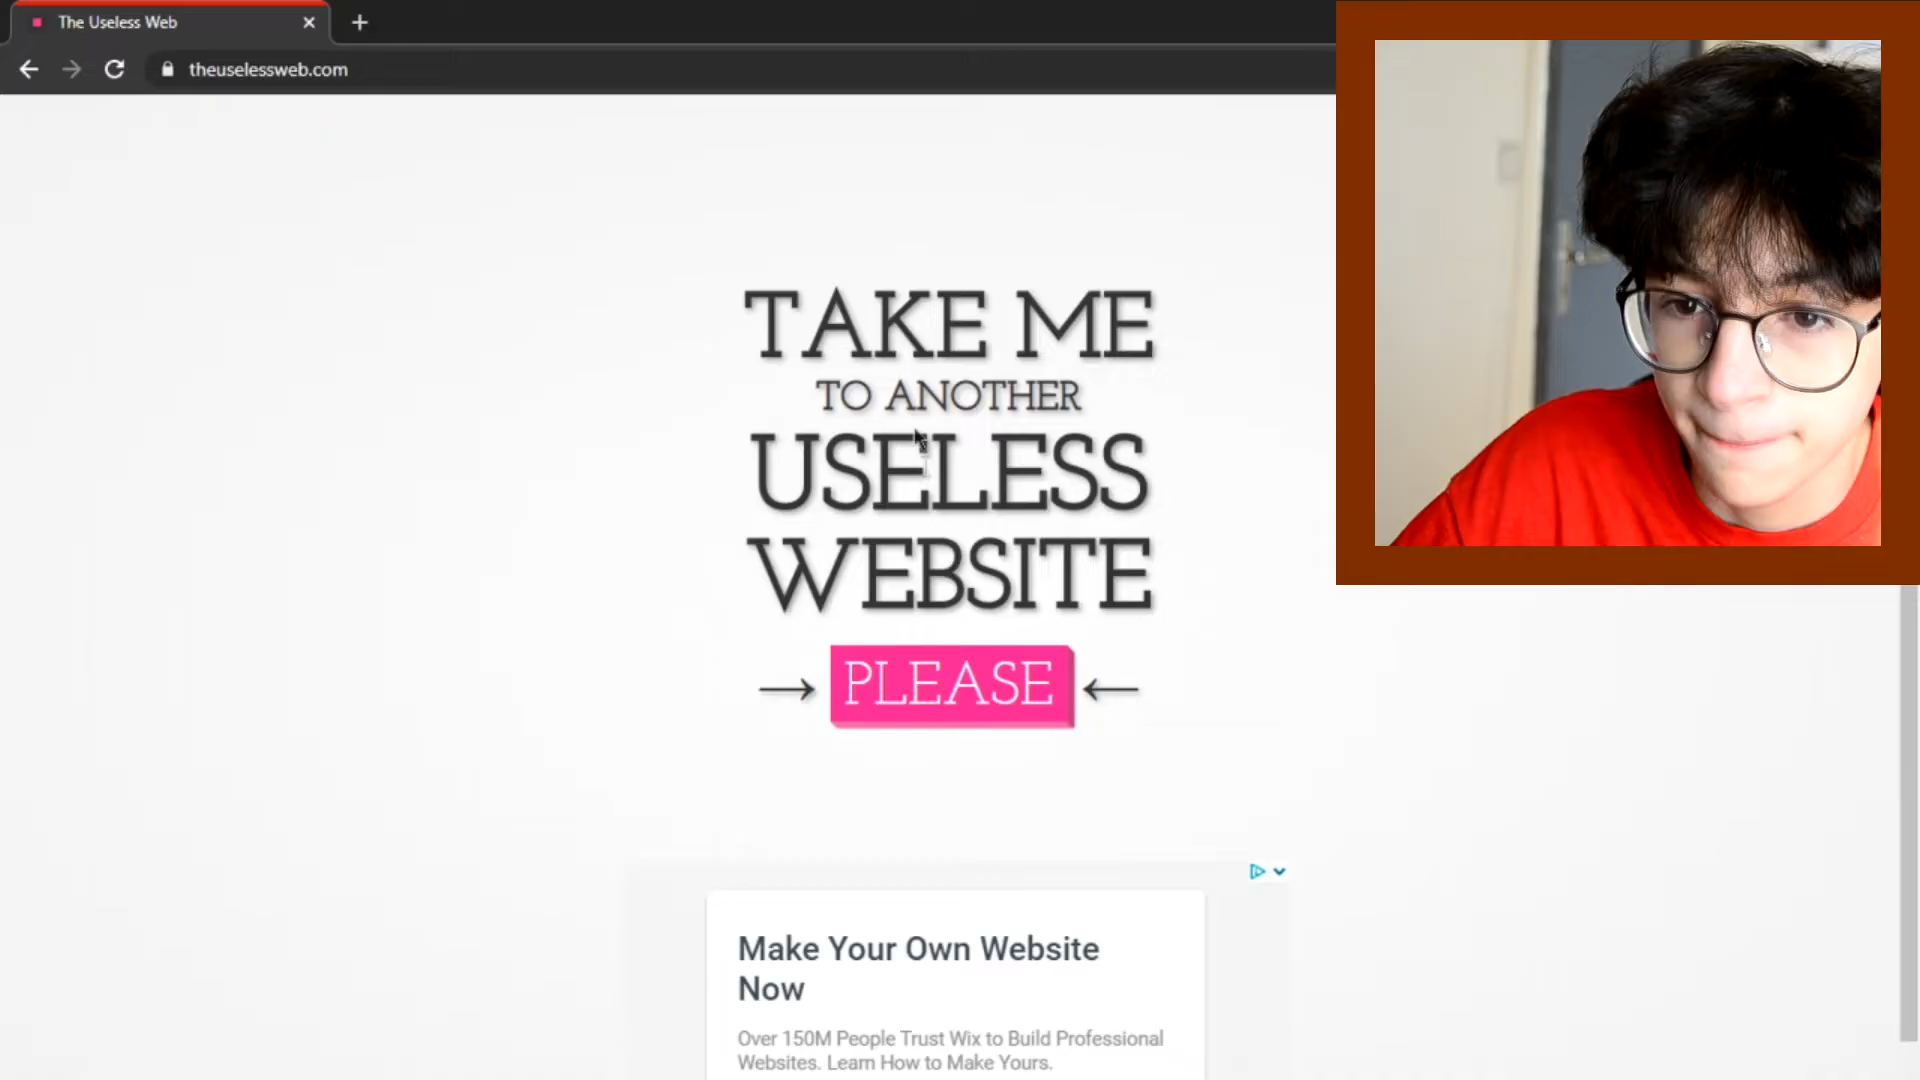 The Useless Web
theuselessweb.com
TAKE ME
TO ANOTHER
USELESS
WEBSITE
→ PLEASE ←
Make Your Own Website
Now
Over 150M People Trust Wix to Build Professional
Websites. Learn How to Make Yours.